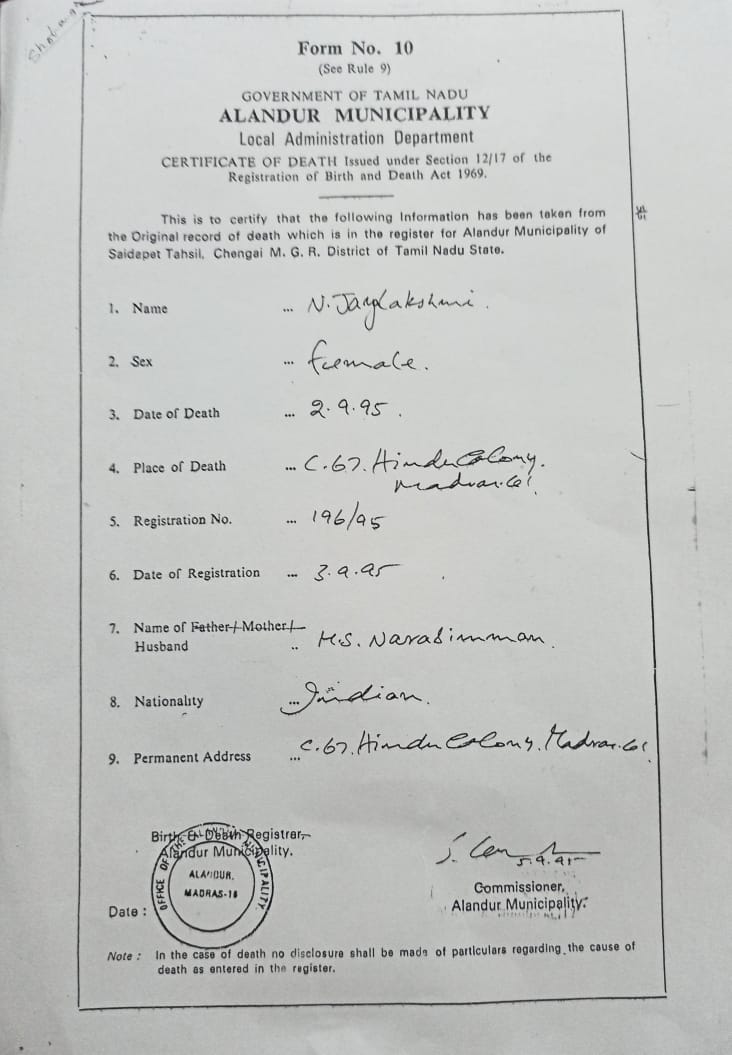 Form No. 10
(See Rule 9)
GOVERNMENT OF TAMIL NADU
ALANDUR MUNICIPALITY
Local Administration Department
CERTIFICATE OF DEATH Issued under Section 12/17 of the
Registration of Birth and Death Act 1969.
This is to certify that the following Information has been taken from
the Original record of death which is in the register for Alandur Municipality of
Saidapet Tahsil, Chengai M. G. R. District of Tamil Nadu State.
1. Name ... N. Jayalakshmi.
2. Sex ... Female.
3. Date of Death ... 2.9.95.
4. Place of Death ... C.67. Hindu Colony.
5. Registration No. ... 196/95
6. Date of Registration ... 3.9.95
7. Name of Father/ Mother/
Husband .. Narasimman.
8. Nationality ... Indian.
9. Permanent Address ... C.67. Hindu Colony.
Birth & Death Registrar,
Alandur Municipality.
OFFICE OF THE MUNICIPALITY
ALANDUR.
MADRAS-16
5.9.95
Commissioner,
Alandur Municipality.
Date :
Note : In the case of death no disclosure shall be made of particulars regarding the cause of
death as entered in the register.